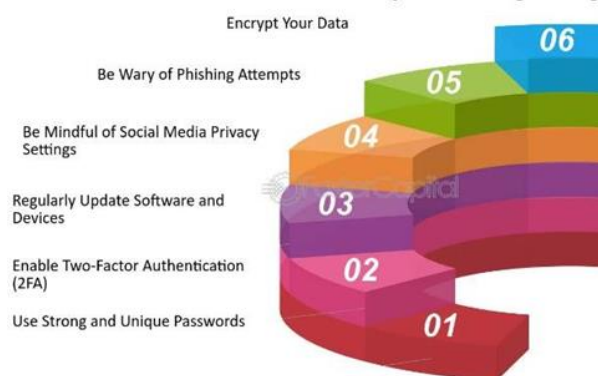 Encrypt Your Data
06
Be Wary of Phishing Attempts
05
Be Mindful of Social Media Privacy
Settings
04
Regularly Update Software and
Devices
03
Enable Two-Factor Authentication
(2FA)
02
Use Strong and Unique Passwords
01